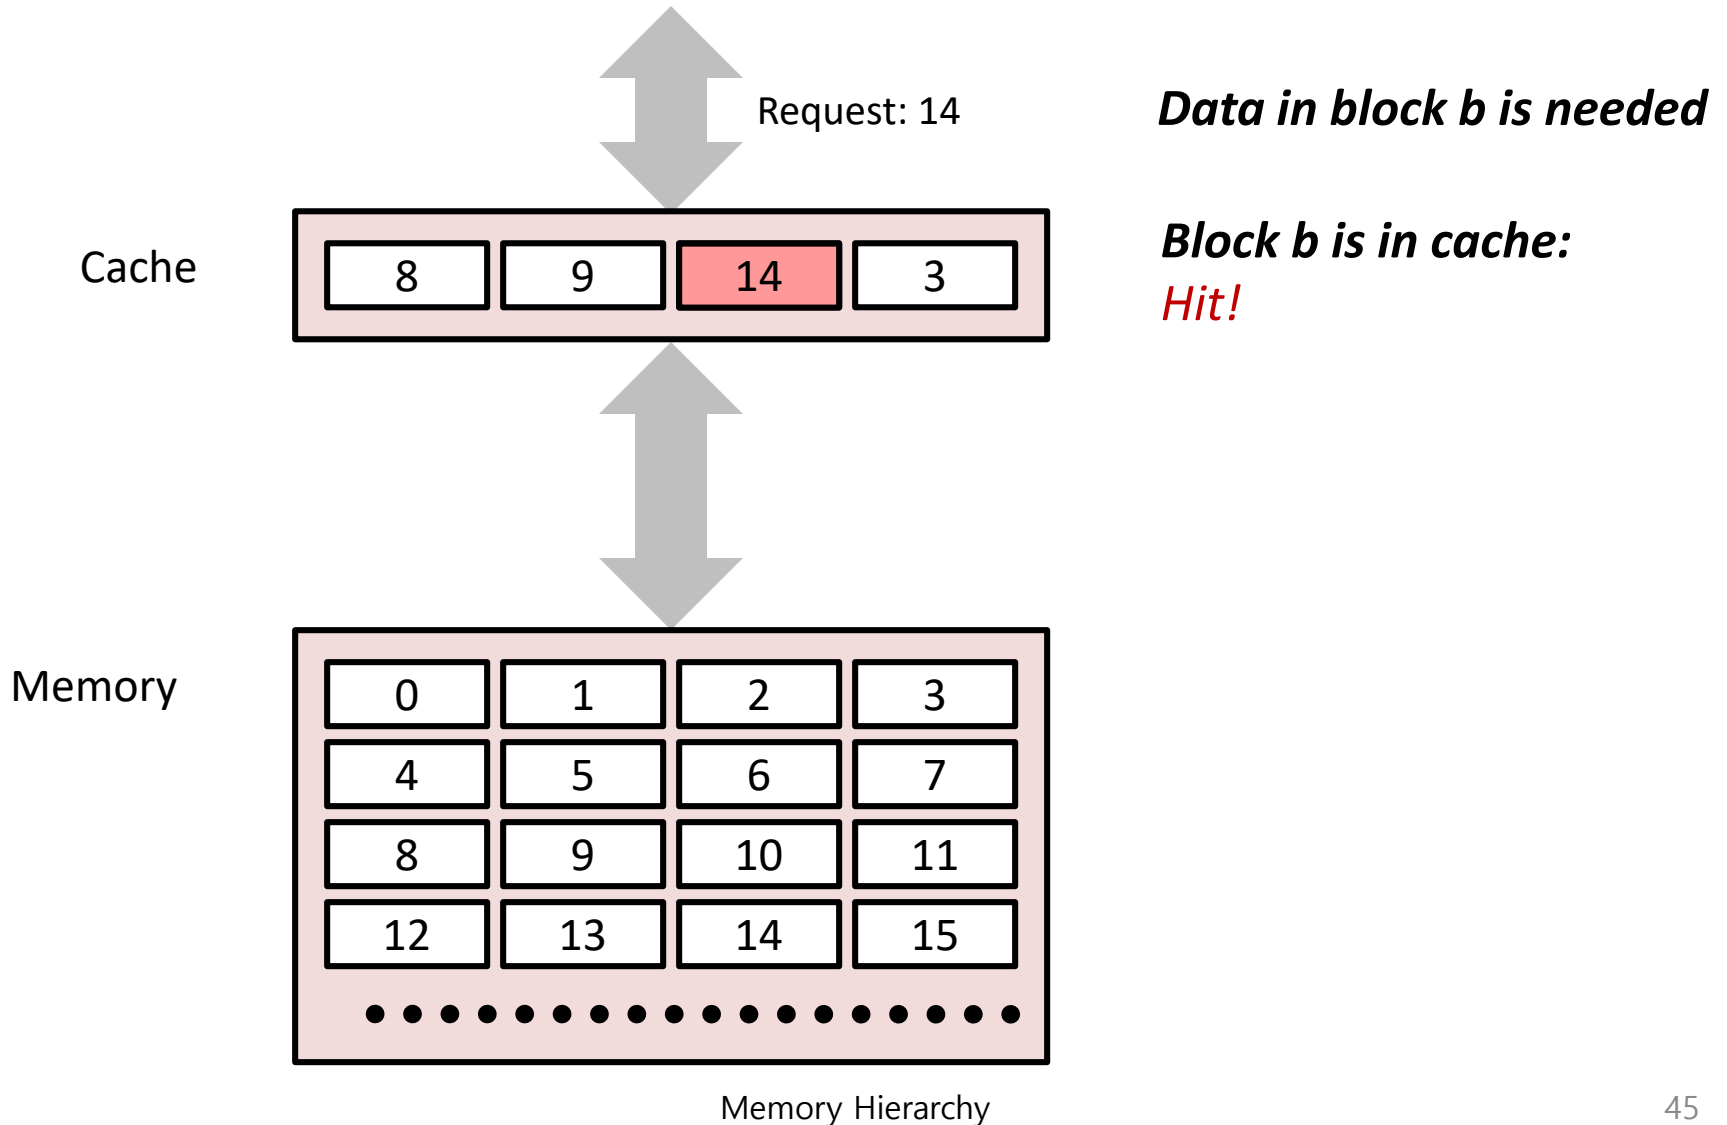 Request: 14
Data in block b is needed
Cache
8 9 14 3
Block b is in cache:
Hit!
Memory
0 1 2 3
4 5 6 7
8 9 10 11
12 13 14 15
Memory Hierarchy
45